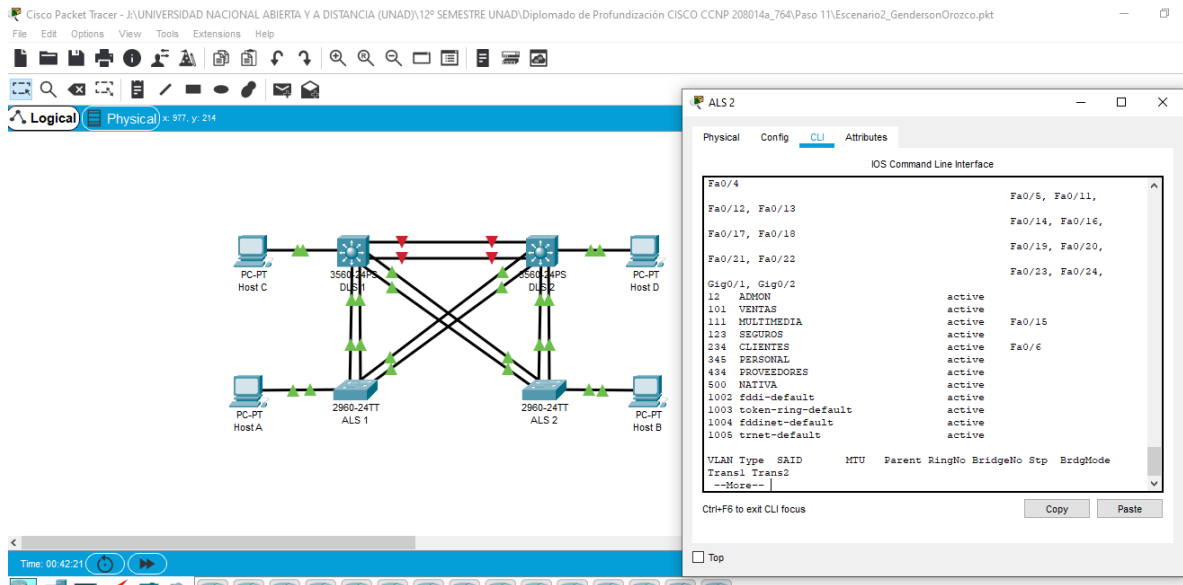 Cisco Packet Tracer - J:\UNIVERSIDAD NACIONAL ABIERTA Y A DISTANCIA (UNAD)\12º SEMESTRE UNAD\Diplomado de Profundización CISCO CCNP 208014a_764\Paso 11\Escenario2_GendersonOrozco.pkt
File Edit Options View Tools Extensions Help
Logical Physical x: 977, y: 214
PC-PT
Host C
3560-24PS
DLS 1
3560-24PS
DLS 2
PC-PT
Host D
PC-PT
Host A
2960-24TT
ALS 1
2960-24TT
ALS 2
PC-PT
Host B
Time: 00:42:21
ALS 2
Physical Config CLI Attributes
IOS Command Line Interface
Fa0/4
Fa0/5, Fa0/11,
Fa0/12, Fa0/13
Fa0/14, Fa0/16,
Fa0/17, Fa0/18
Fa0/19, Fa0/20,
Fa0/21, Fa0/22
Fa0/23, Fa0/24,
Gig0/1, Gig0/2
12 ADMON active
101 VENTAS active
111 MULTIMEDIA active Fa0/15
123 SEGUROS active
234 CLIENTES active Fa0/6
345 PERSONAL active
434 PROVEEDORES active
500 NATIVA active
1002 fddi-default active
1003 token-ring-default active
1004 fddinet-default active
1005 trnet-default active
VLAN Type SAID MTU Parent RingNo BridgeNo Stp BrdgMode
Trans1 Trans2
--More--
Ctrl+F6 to exit CLI focus
Copy Paste
Top